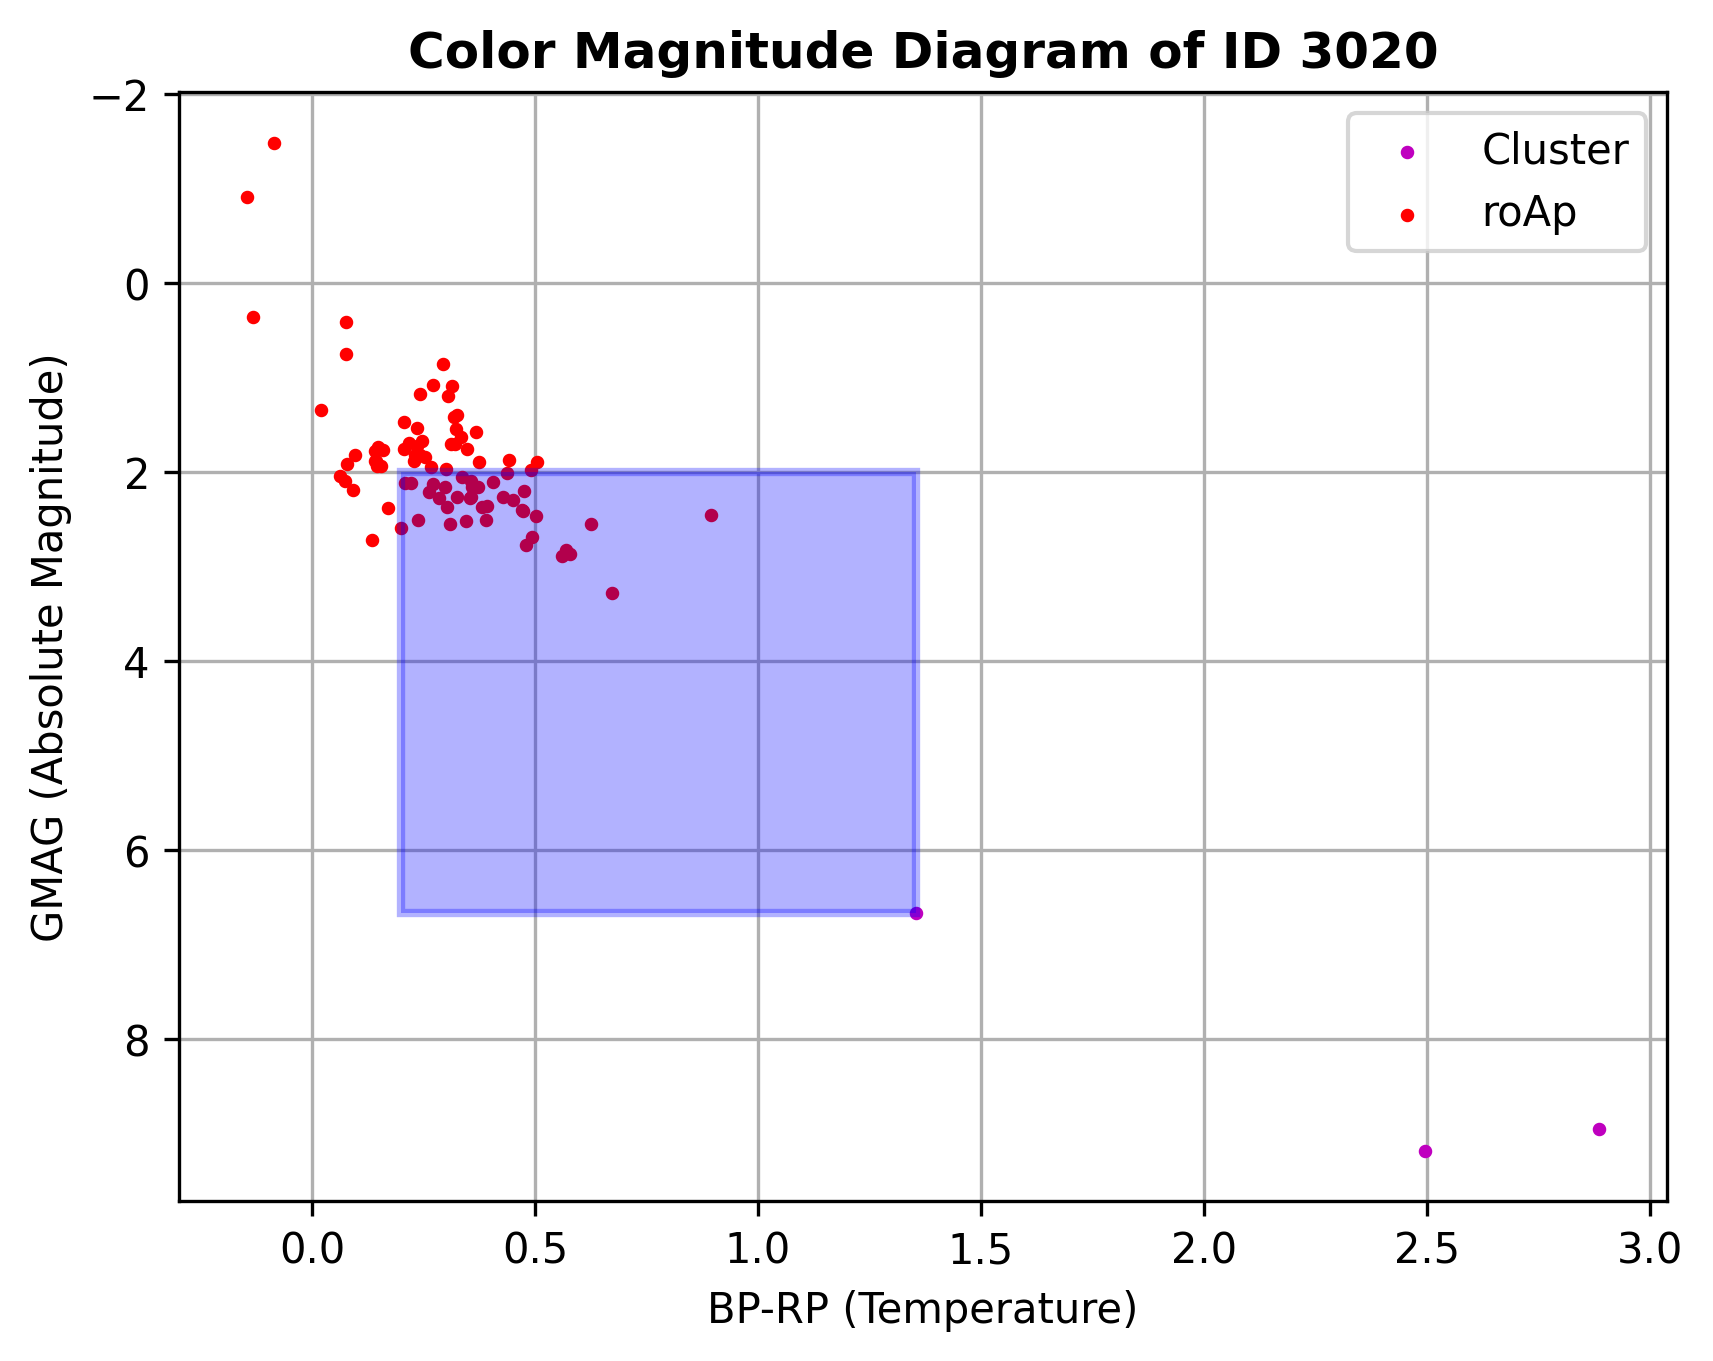 Color Magnitude Diagram of ID 3020
−2
0
2
4
6
8
GMAG (Absolute Magnitude)
Cluster
roAp
0.0 0.5 1.0 1.5 2.0 2.5 3.0
BP-RP (Temperature)